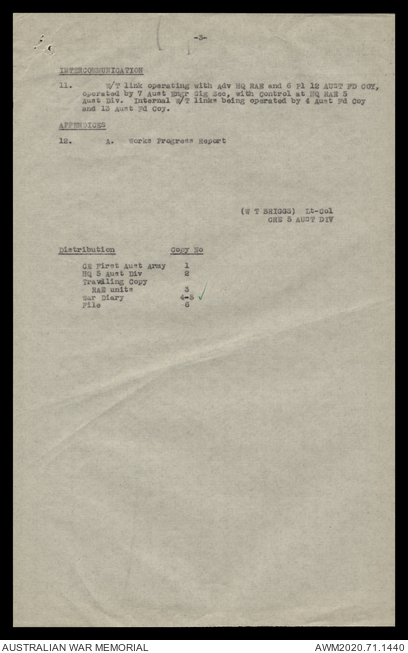 -3-
INTERCOMMUNICATION
11. W/T link operating with Adv HQ RAE and 6 Pl 12 AUST FD COY,
operated by 7 Aust Engr Sig Sec, with Control at HQ RAE 5
Aust Div. Internal W/T links being operated by 4 Aust Fd Coy
and 13 Aust Fd Coy.
APPENDICES
12. A. Works Progress Report
(W T BRIGGS) Lt-Col
CRE 5 AUST DIV
Distribution Copy No
CE First Aust Army 1
HQ 5 Aust Div 2
Travelling Copy
RAE units 3
War Diary 4-5 ✓
File 6
AUSTRALIAN WAR MEMORIAL
AWM2020.71.1440